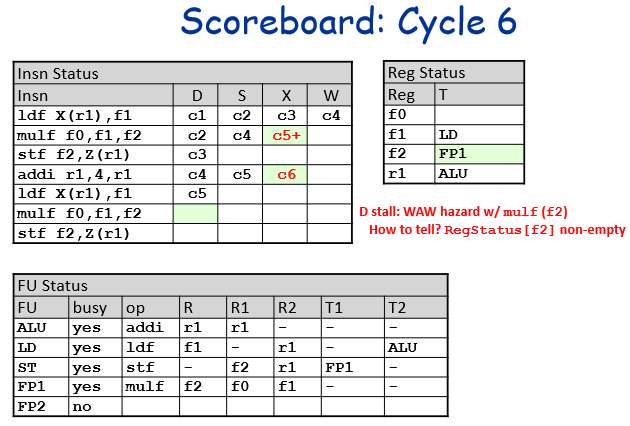 Scoreboard: Cycle 6
Insn Status
Insn D S X W
ldf X(r1),f1 c1 c2 c3 c4
mulf f0,f1,f2 c2 c4 c5+
stf f2,Z(r1) c3
addi r1,4,r1 c4 c5 c6
ldf X(r1),f1 c5
mulf f0,f1,f2
stf f2,Z(r1)
Reg Status
Reg T
f0
f1 LD
f2 FP1
r1 ALU
D stall: WAW hazard w/ mulf (f2)
How to tell? RegStatus[f2] non-empty
FU Status
FU busy op R R1 R2 T1 T2
ALU yes addi r1 r1 - - -
LD yes ldf f1 - r1 - ALU
ST yes stf - f2 r1 FP1 -
FP1 yes mulf f2 f0 f1 - -
FP2 no